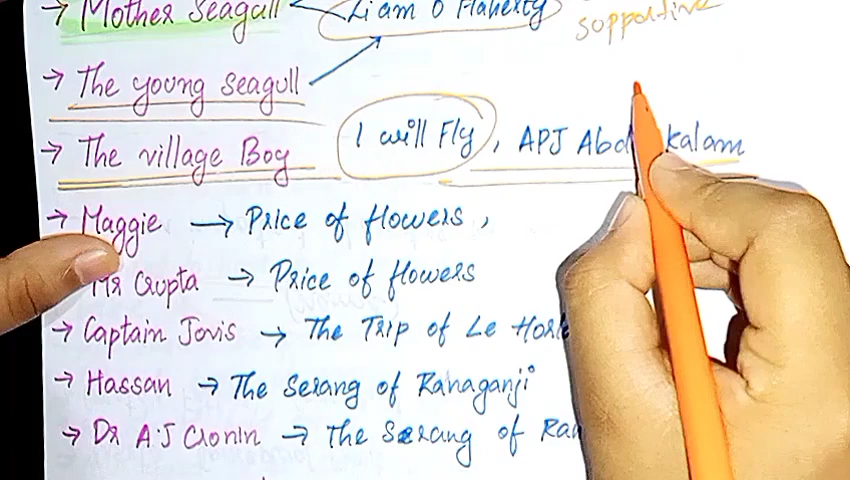 → Mother Seagull Liam O Flaherty
supportive
→ The young seagull
→ The village Boy I will Fly, APJ Abd kalam
→ Maggie → Price of flowers,
Mr Gupta → Price of flowers
→ Captain Jovis → The Trip of Le
→ Hassan → The Serang of Ranaganji
→ Dr A.J Cronin → The Serang of